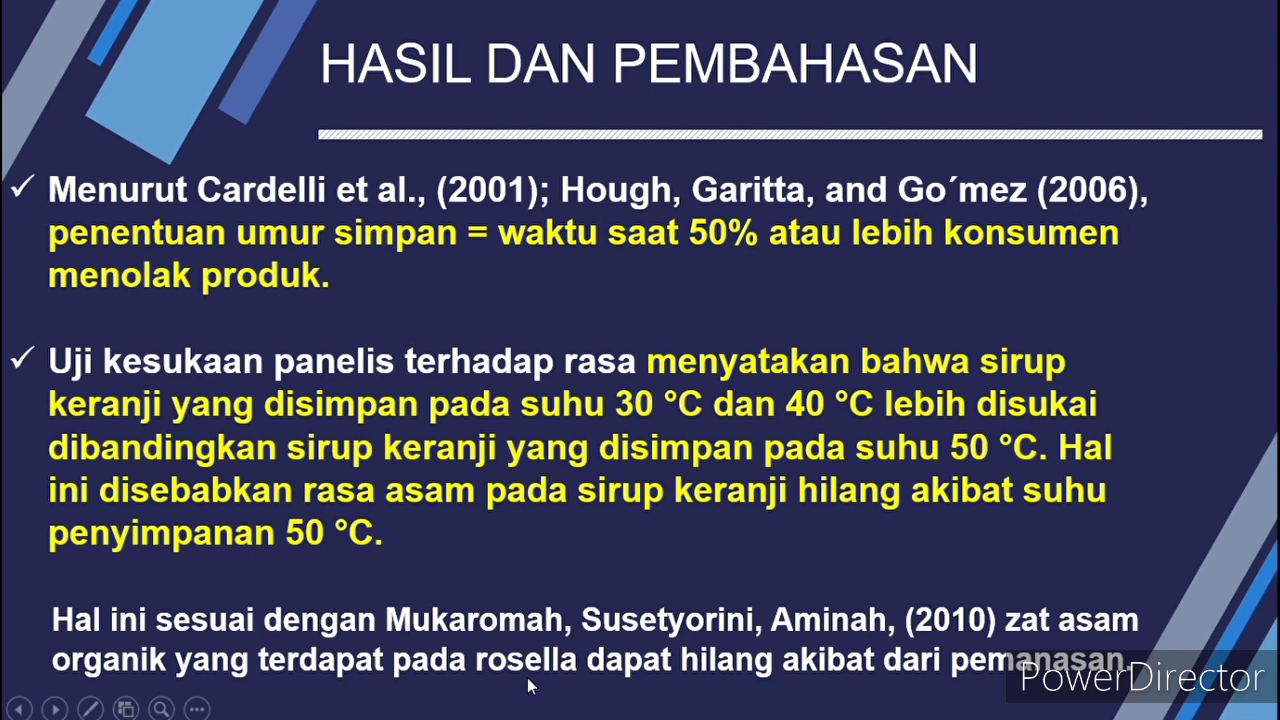 HASIL DAN PEMBAHASAN
✓ Menurut Cardelli et al., (2001); Hough, Garitta, and Go´mez (2006),
penentuan umur simpan = waktu saat 50% atau lebih konsumen
menolak produk.
✓ Uji kesukaan panelis terhadap rasa menyatakan bahwa sirup
keranji yang disimpan pada suhu 30 °C dan 40 °C lebih disukai
dibandingkan sirup keranji yang disimpan pada suhu 50 °C. Hal
ini disebabkan rasa asam pada sirup keranji hilang akibat suhu
penyimpanan 50 °C.
Hal ini sesuai dengan Mukaromah, Susetyorini, Aminah, (2010) zat asam
organik yang terdapat pada rosella dapat hilang akibat dari pemanasan
PowerDirector